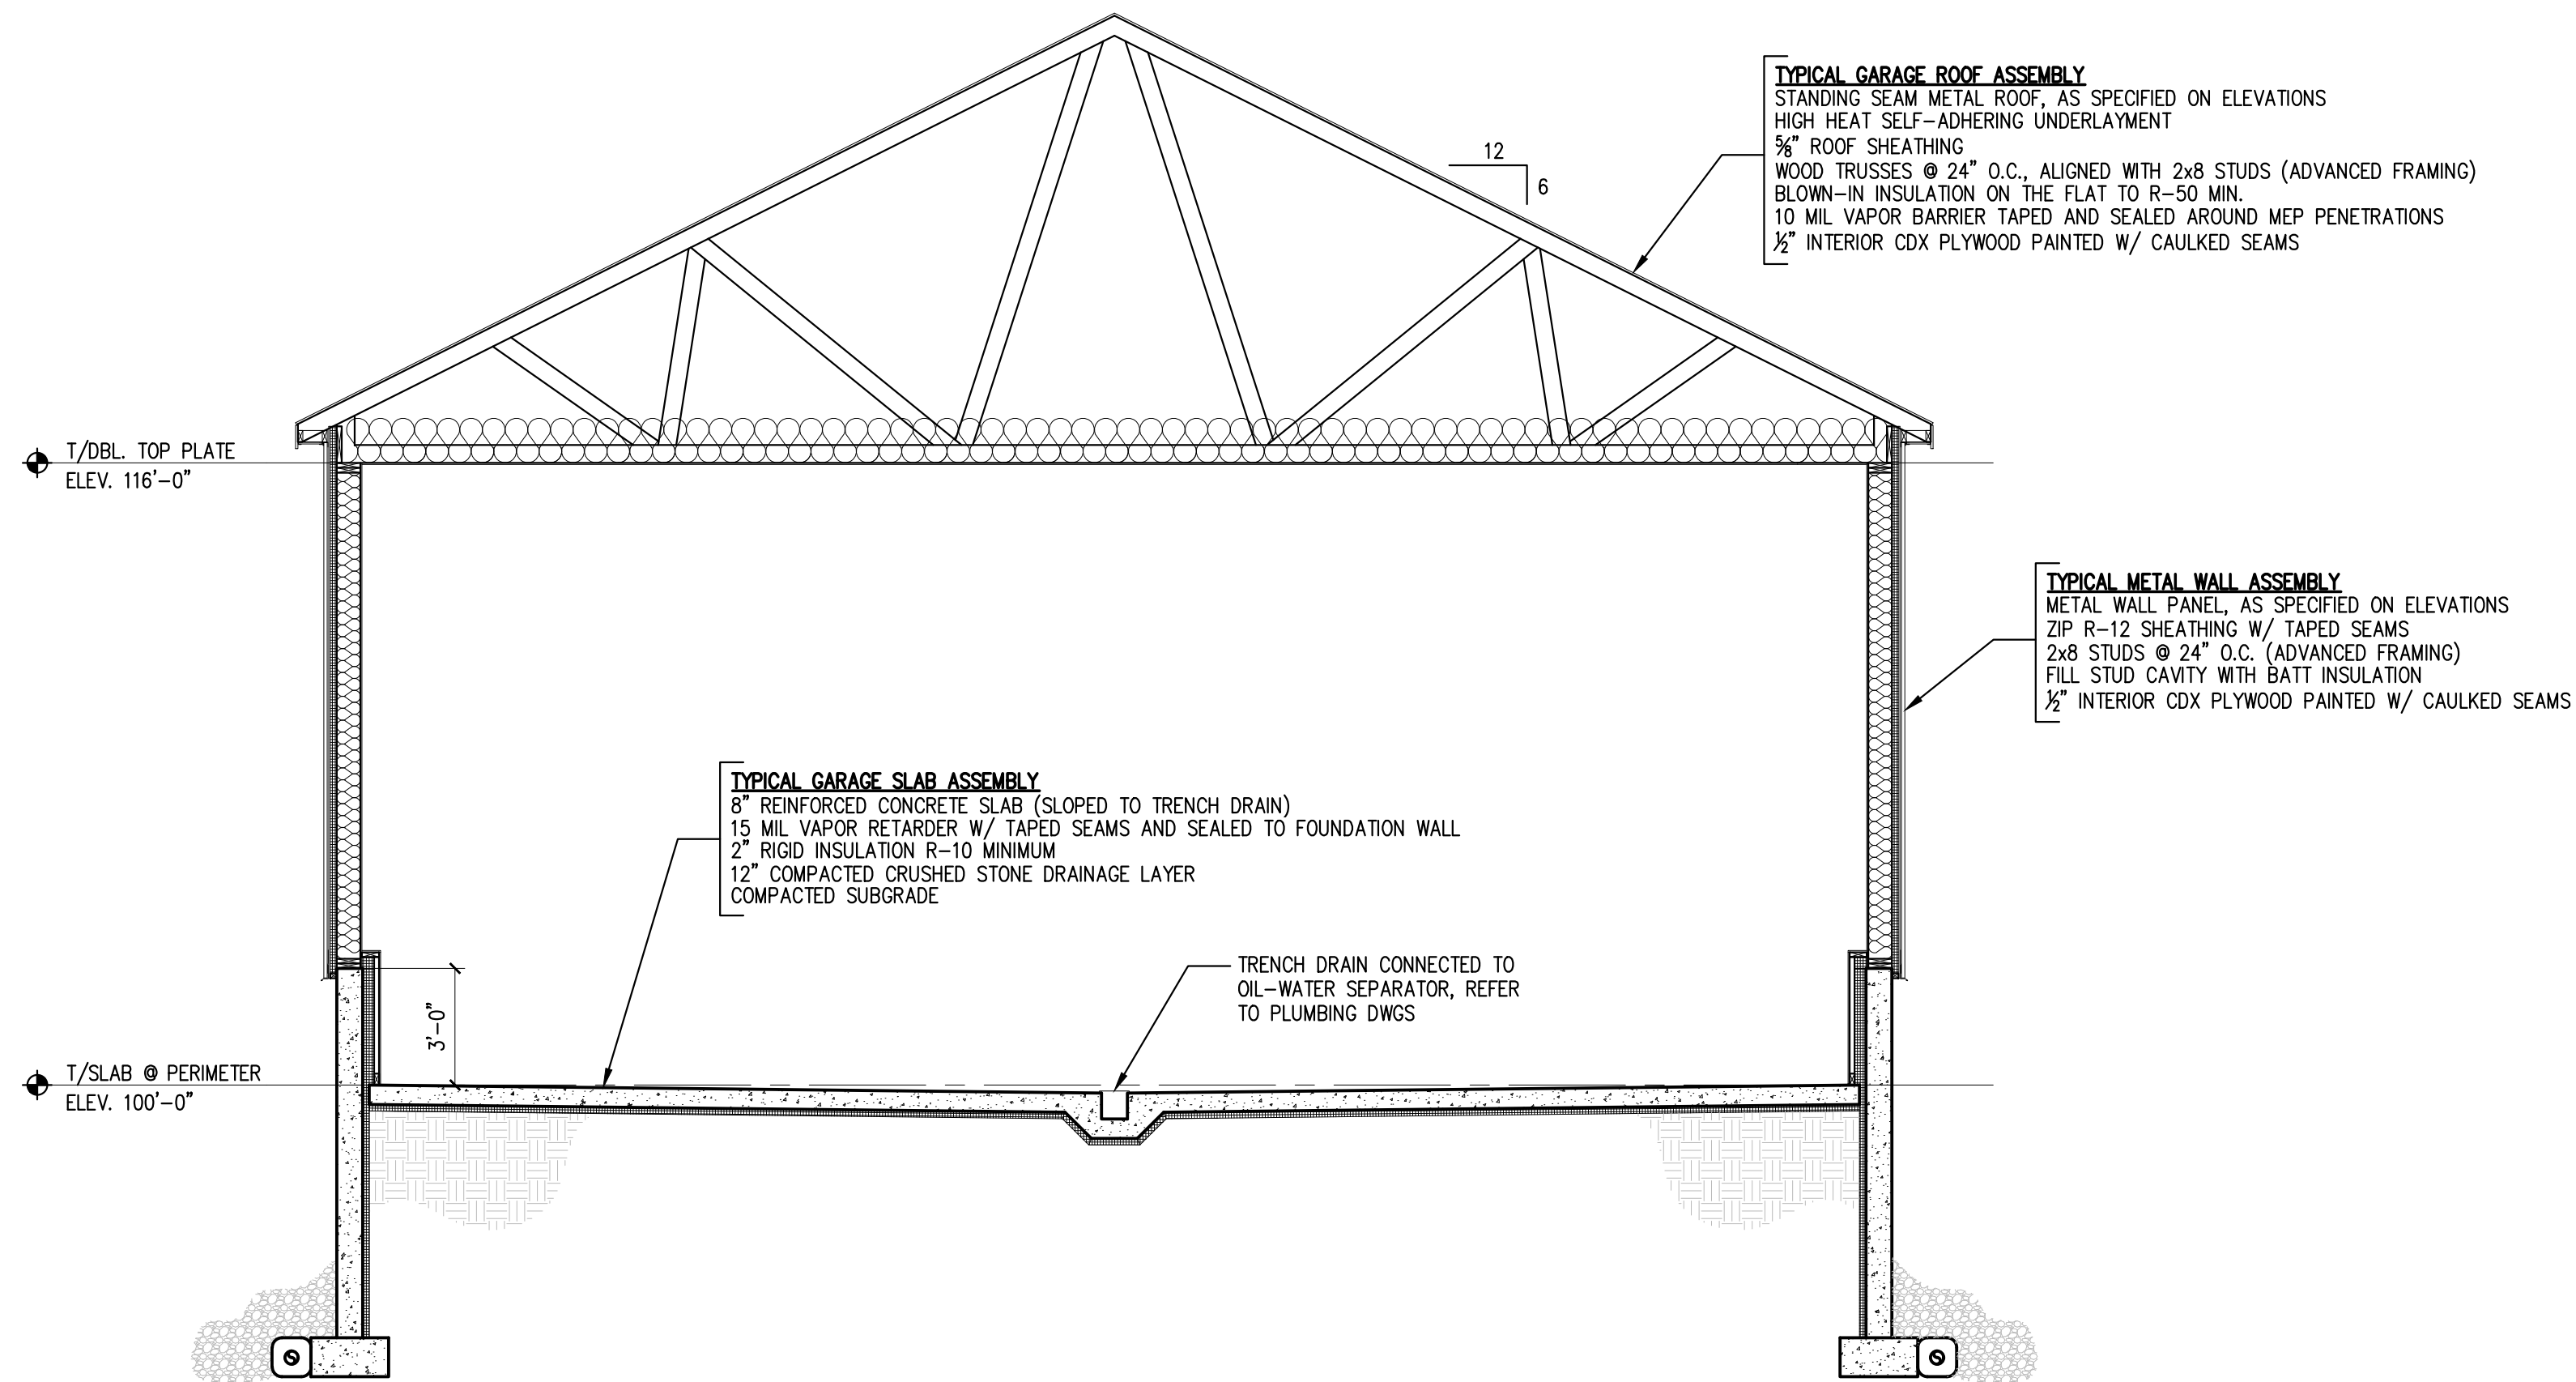 TYPICAL GARAGE ROOF ASSEMBLY
STANDING SEAM METAL ROOF, AS SPECIFIED ON ELEVATIONS
HIGH HEAT SELF-ADHERING UNDERLAYMENT
⅝" ROOF SHEATHING
WOOD TRUSSES @ 24" O.C., ALIGNED WITH 2x8 STUDS (ADVANCED FRAMING)
BLOWN-IN INSULATION ON THE FLAT TO R-50 MIN.
10 MIL VAPOR BARRIER TAPED AND SEALED AROUND MEP PENETRATIONS
½" INTERIOR CDX PLYWOOD PAINTED W/ CAULKED SEAMS
12
6
T/DBL. TOP PLATE
ELEV. 116'-0"
TYPICAL METAL WALL ASSEMBLY
METAL WALL PANEL, AS SPECIFIED ON ELEVATIONS
ZIP R-12 SHEATHING W/ TAPED SEAMS
2x8 STUDS @ 24" O.C. (ADVANCED FRAMING)
FILL STUD CAVITY WITH BATT INSULATION
½" INTERIOR CDX PLYWOOD PAINTED W/ CAULKED SEAMS
TYPICAL GARAGE SLAB ASSEMBLY
8" REINFORCED CONCRETE SLAB (SLOPED TO TRENCH DRAIN)
15 MIL VAPOR RETARDER W/ TAPED SEAMS AND SEALED TO FOUNDATION WALL
2" RIGID INSULATION R-10 MINIMUM
12" COMPACTED CRUSHED STONE DRAINAGE LAYER
COMPACTED SUBGRADE
TRENCH DRAIN CONNECTED TO
OIL-WATER SEPARATOR, REFER
TO PLUMBING DWGS
3'-0"
T/SLAB @ PERIMETER
ELEV. 100'-0"